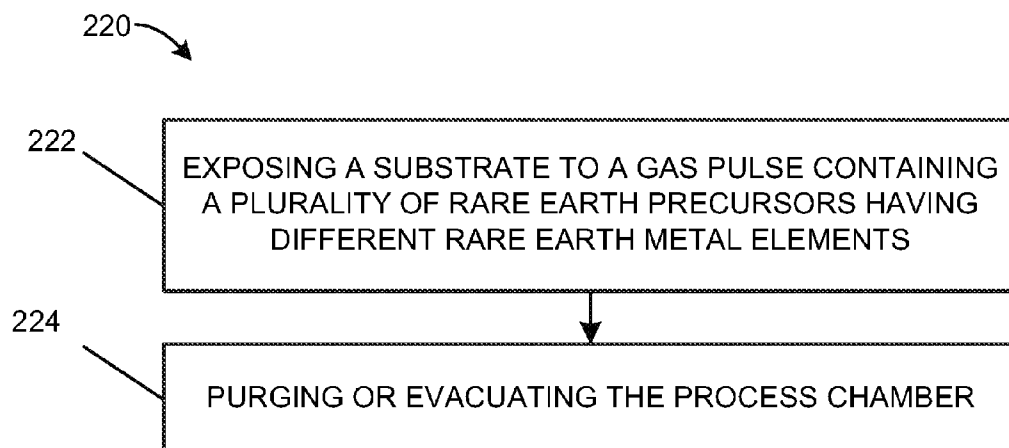 220
222
EXPOSING A SUBSTRATE TO A GAS PULSE CONTAINING
A PLURALITY OF RARE EARTH PRECURSORS HAVING
DIFFERENT RARE EARTH METAL ELEMENTS
224
PURGING OR EVACUATING THE PROCESS CHAMBER